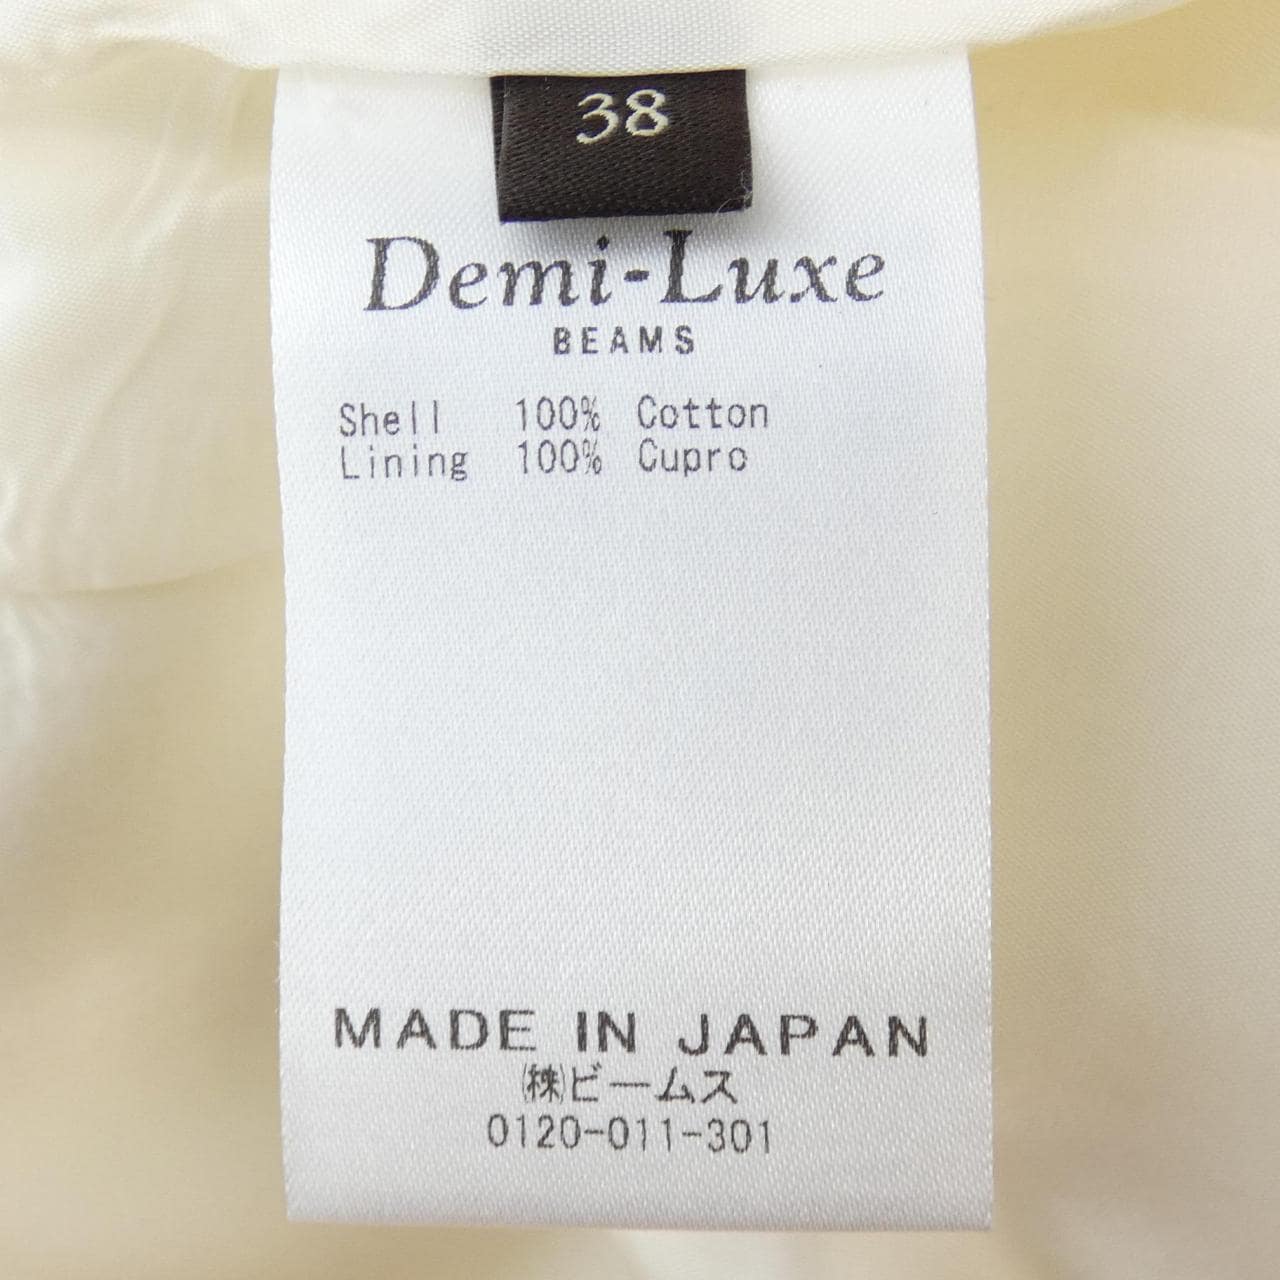 38
Demi-Luxe
BEAMS
Shell 100% Cotton
Lining 100% Cupro
MADE IN JAPAN
㈱ビームス
0120-011-301